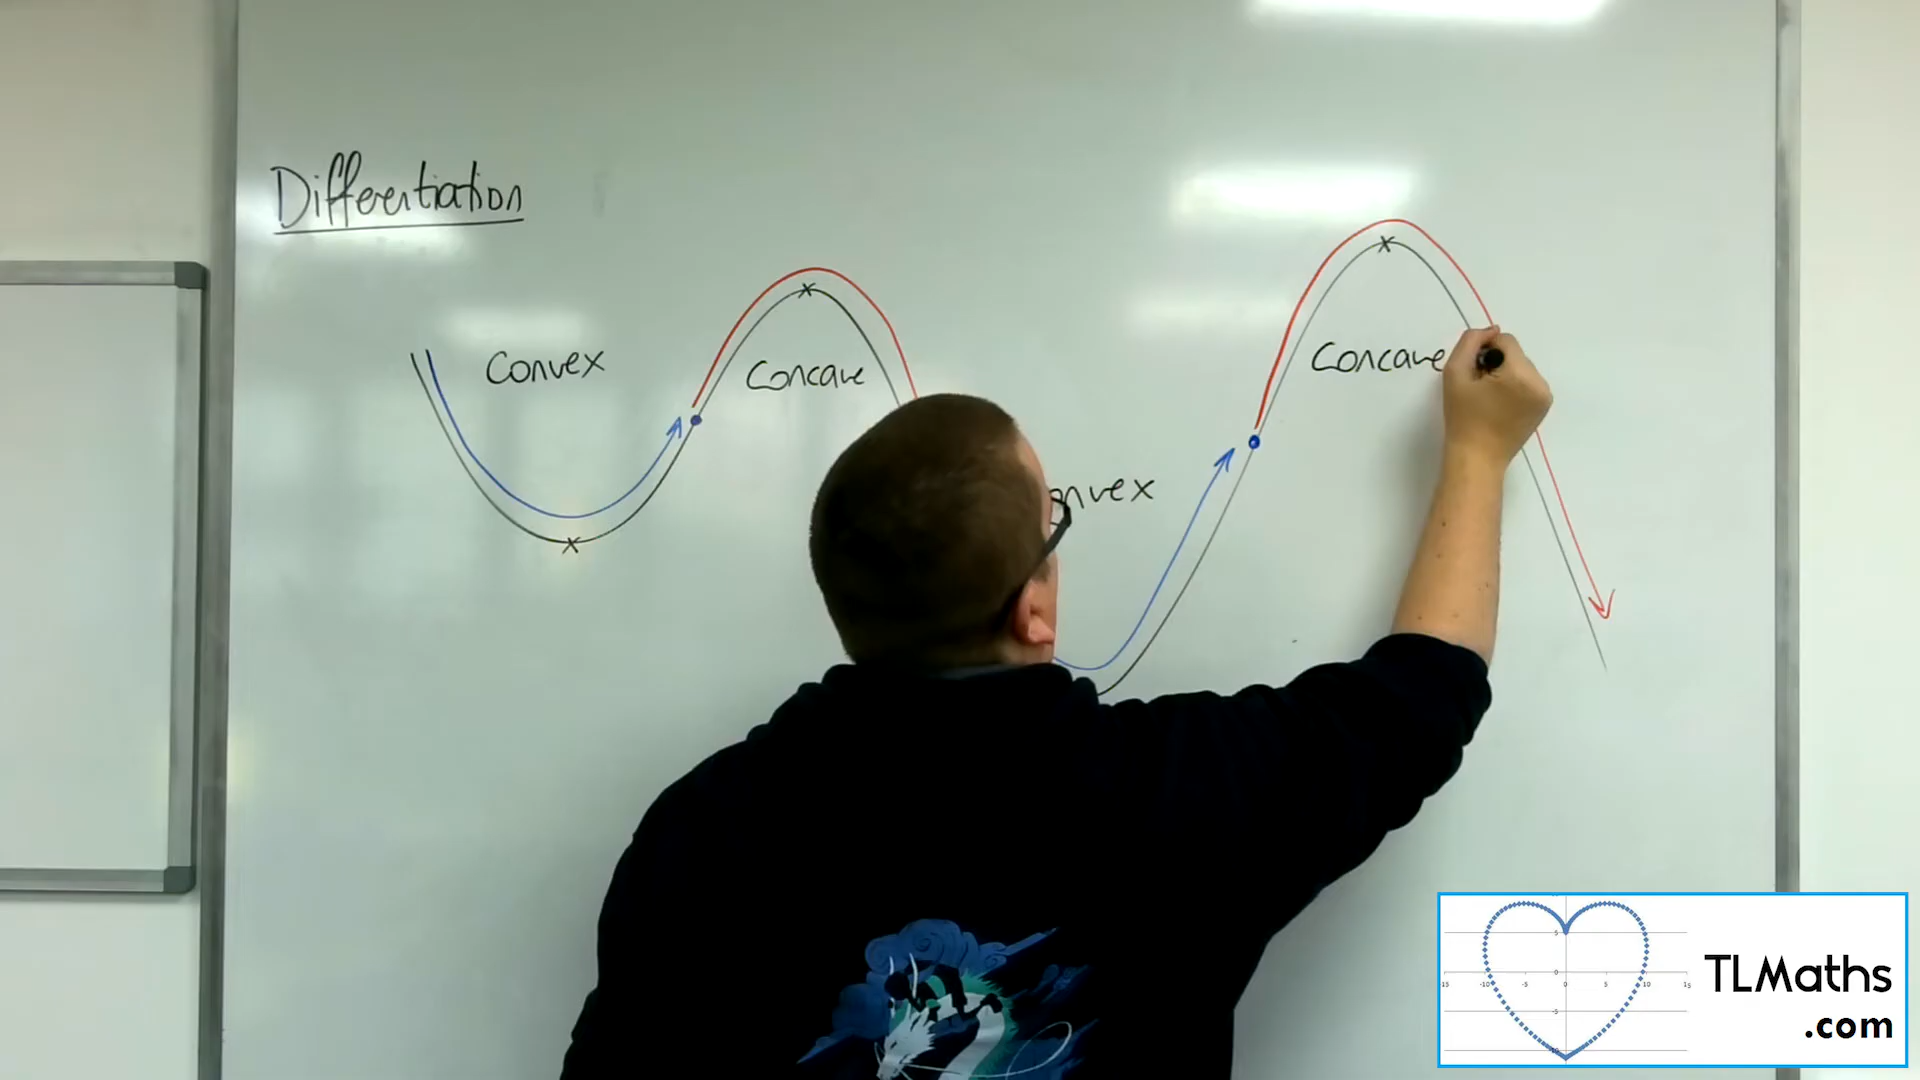 Differentiation
Convex
Concave
Concave
TLMaths
.com